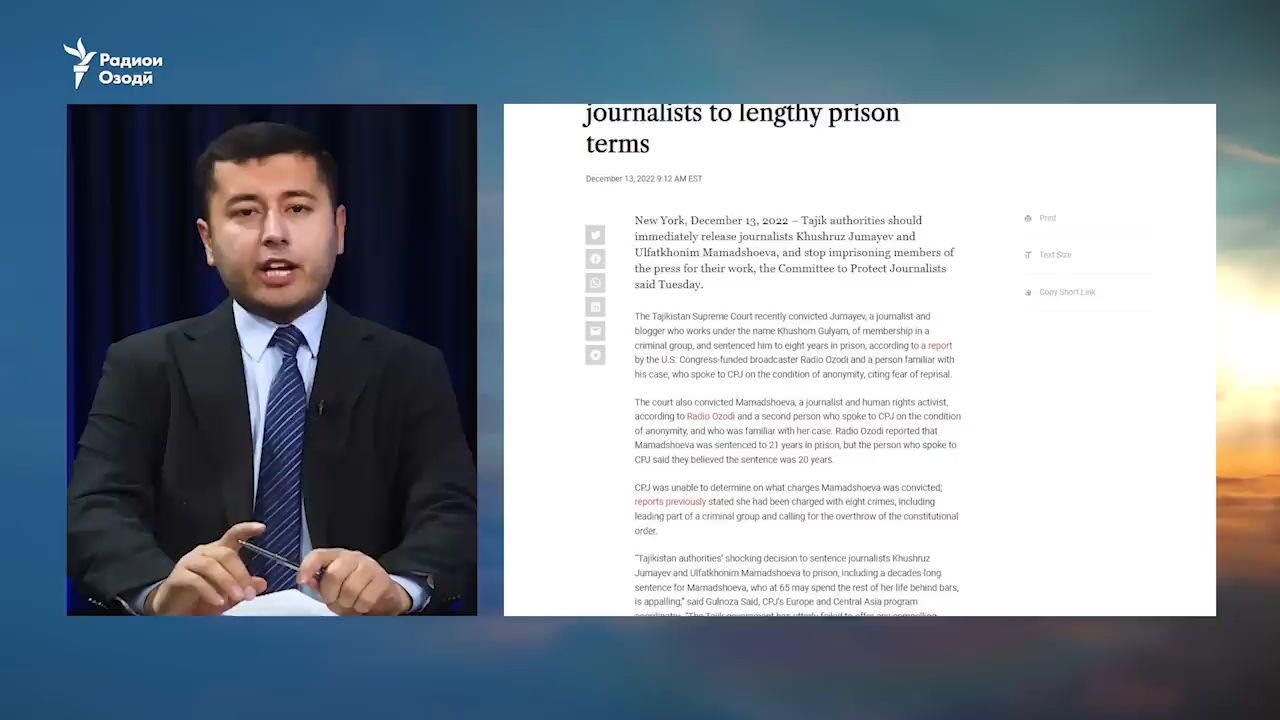 Радиои
Озодӣ
journalists to lengthy prison
terms
December 13, 2022 9:12 AM EST
New York, December 13, 2022 – Tajik authorities should
immediately release journalists Khushruz Jumayev and
Ulfatkhonim Mamadshoeva, and stop imprisoning members of
the press for their work, the Committee to Protect Journalists
said Tuesday.
The Tajikistan Supreme Court recently convicted Jumayev, a journalist and
blogger who works under the name Khushom Gulyam, of membership in a
criminal group, and sentenced him to eight years in prison, according to a report
by the U.S. Congress-funded broadcaster Radio Ozodi and a person familiar with
his case, who spoke to CPJ on the condition of anonymity, citing fear of reprisal.
The court also convicted Mamadshoeva, a journalist and human rights activist,
according to Radio Ozodi and a second person who spoke to CPJ on the condition
of anonymity, and who was familiar with her case. Radio Ozodi reported that
Mamadshoeva was sentenced to 21 years in prison, but the person who spoke to
CPJ said they believed the sentence was 20 years.
CPJ was unable to determine on what charges Mamadshoeva was convicted;
reports previously stated she had been charged with eight crimes, including
leading part of a criminal group and calling for the overthrow of the constitutional
order.
“Tajikistan authorities’ shocking decision to sentence journalists Khushruz
Jumayev and Ulfatkhonim Mamadshoeva to prison, including a decades-long
sentence for Mamadshoeva, who at 65 may spend the rest of her life behind bars,
is appalling,” said Gulnoza Said, CPJ’s Europe and Central Asia program
Print
Text Size
Copy Short Link